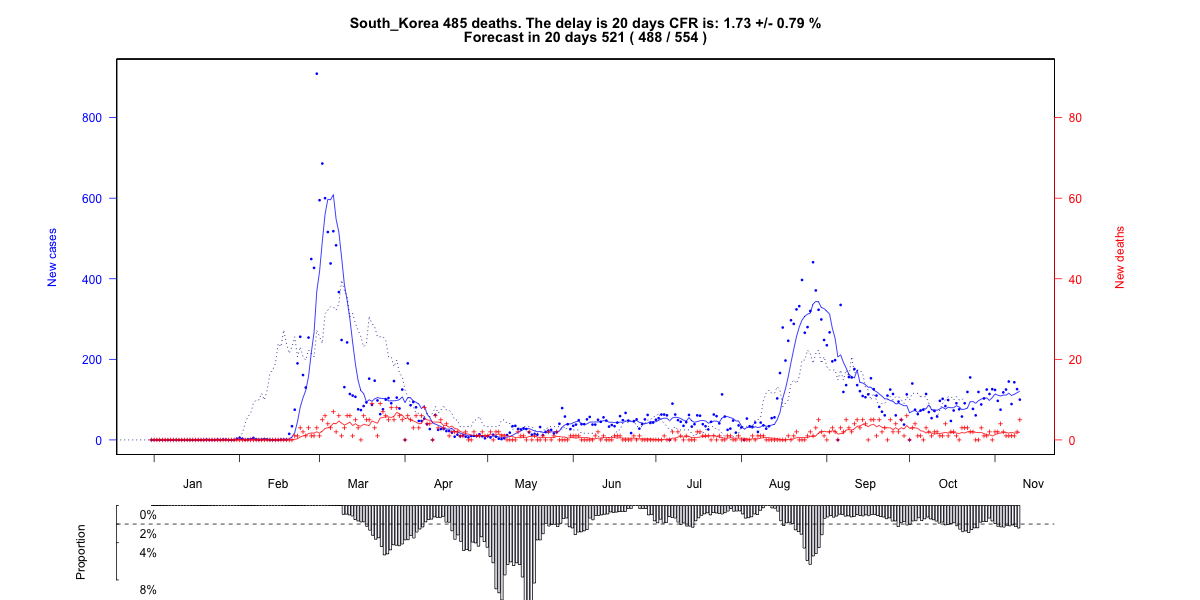 South_Korea 485 deaths. The delay is 20 days CFR is: 1.73 +/- 0.79 %
Forecast in 20 days 521 ( 488 / 554 )
800
600
400
200
0
New cases
80
60
40
20
0
New deaths
Jan Feb Mar Apr May Jun Jul Aug Sep Oct Nov
0%
2%
4%
8%
Proportion